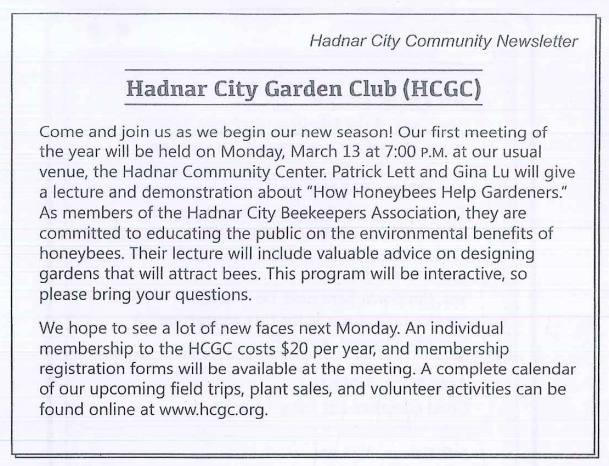 Hadnar City Community Newsletter
Hadnar City Garden Club (HCGC)
Come and join us as we begin our new season! Our first meeting of
the year will be held on Monday, March 13 at 7:00 P.M. at our usual
venue, the Hadnar Community Center. Patrick Lett and Gina Lu will give
a lecture and demonstration about “How Honeybees Help Gardeners.”
As members of the Hadnar City Beekeepers Association, they are
committed to educating the public on the environmental benefits of
honeybees. Their lecture will include valuable advice on designing
gardens that will attract bees. This program will be interactive, so
please bring your questions.
We hope to see a lot of new faces next Monday. An individual
membership to the HCGC costs $20 per year, and membership
registration forms will be available at the meeting. A complete calendar
of our upcoming field trips, plant sales, and volunteer activities can be
found online at www.hcgc.org.